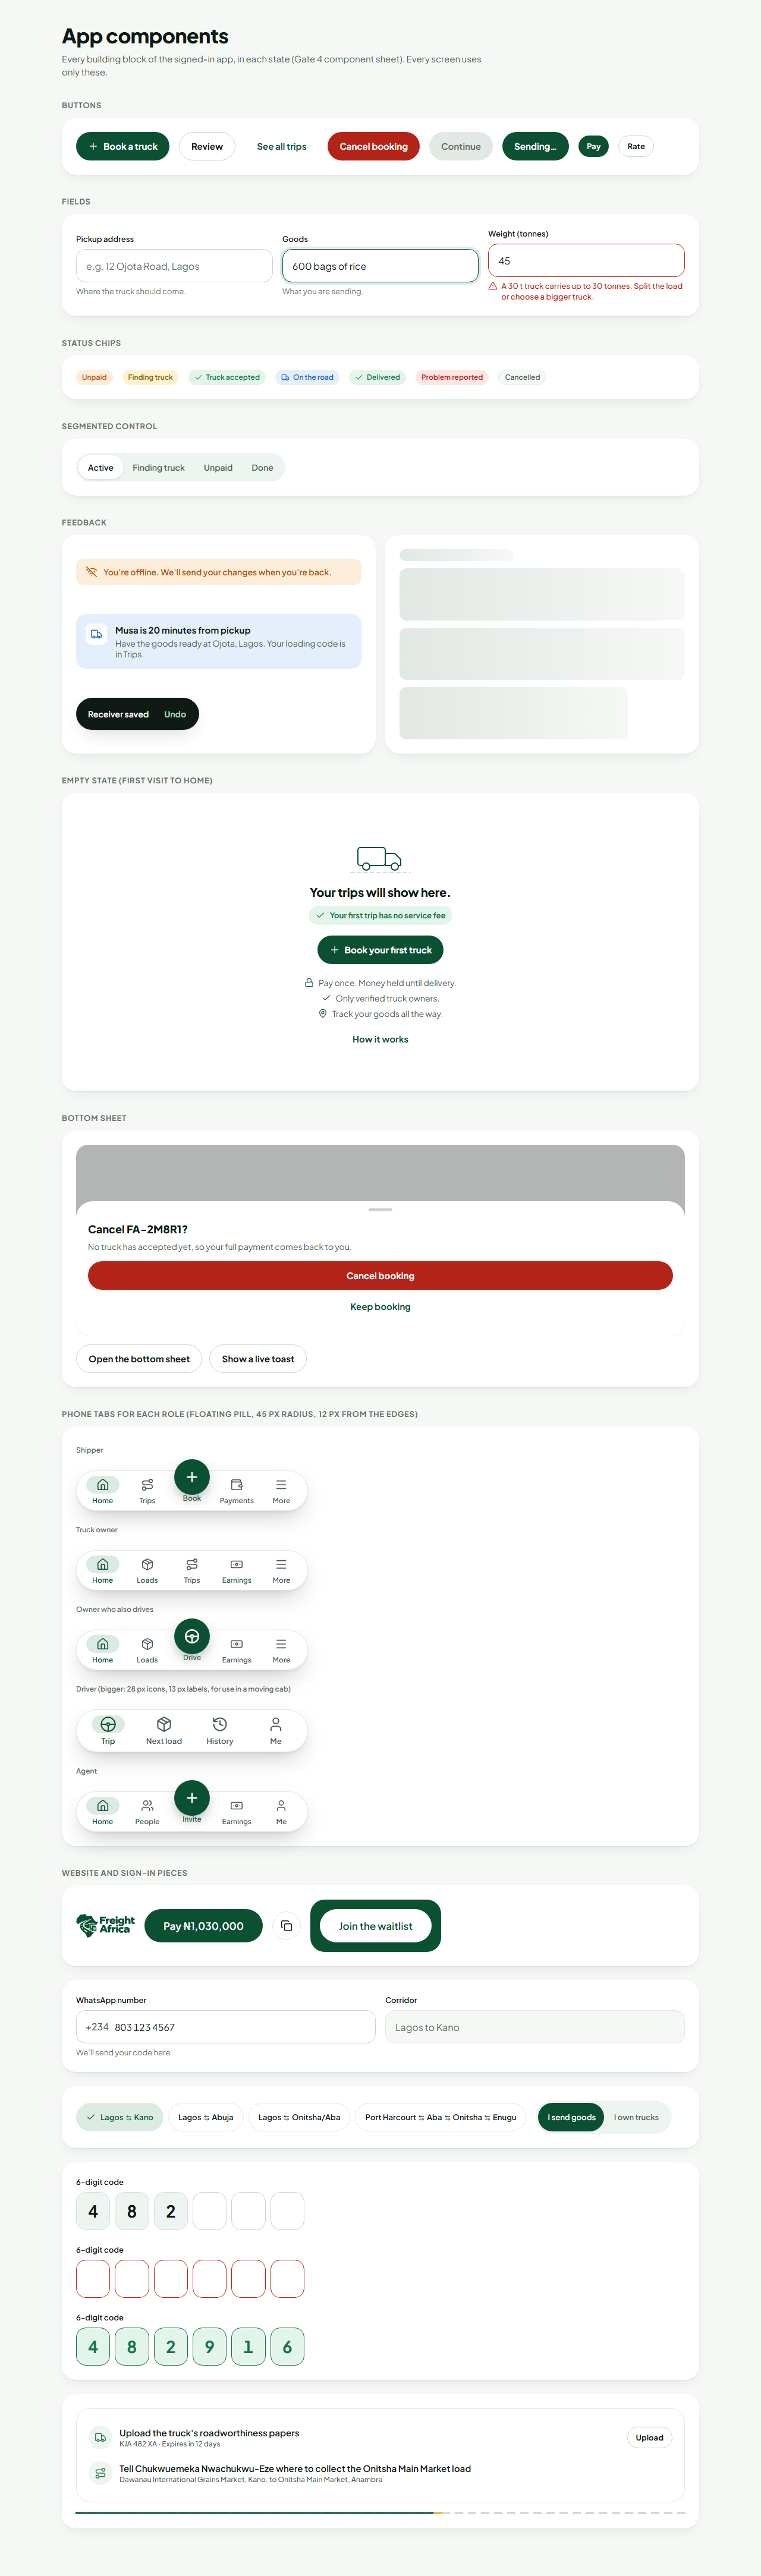 App components
Every building block of the signed-in app, in each state (Gate 4 component sheet). Every screen uses
only these.
BUTTONS
Book a truck
Review
See all trips
Cancel booking
Continue
Sending...
Pay
Rate
FIELDS
Pickup address
e.g. 12 Ojota Road, Lagos
Where the truck should come.
Goods
600 bags of rice
What you are sending.
Weight (tonnes)
45
A 30 t truck carries up to 30 tonnes. Split the load
or choose a bigger truck.
STATUS CHIPS
Unpaid
Finding truck
Truck accepted
On the road
Delivered
Problem reported
Cancelled
SEGMENTED CONTROL
Active
Finding truck
Unpaid
Done
FEEDBACK
You're offline. We'll send your changes when you're back.
Musa is 20 minutes from pickup
Have the goods ready at Ojota, Lagos. Your loading code is
in Trips.
Receiver saved
Undo
EMPTY STATE (FIRST VISIT TO HOME)
Your trips will show here.
Your first trip has no service fee
Book your first truck
Pay once. Money held until delivery.
Only verified truck owners.
Track your goods all the way.
How it works
BOTTOM SHEET
Cancel FA-2M8R1?
No truck has accepted yet, so your full payment comes back to you.
Cancel booking
Keep booking
Open the bottom sheet
Show a live toast
PHONE TABS FOR EACH ROLE (FLOATING PILL, 45 PX RADIUS, 12 PX FROM THE EDGES)
Shipper
Home
Trips
Book
Payments
More
Truck owner
Home
Loads
Trips
Earnings
More
Owner who also drives
Home
Loads
Drive
Earnings
More
Driver (bigger: 28 px icons, 13 px labels, for use in a moving cab)
Trip
Next load
History
Me
Agent
Home
People
Invite
Earnings
Me
WEBSITE AND SIGN-IN PIECES
Freight
Africa
Pay ₦1,030,000
Join the waitlist
WhatsApp number
+234 803 123 4567
We'll send your code here
Corridor
Lagos to Kano
Lagos ⇆ Kano
Lagos ⇆ Abuja
Lagos ⇆ Onitsha/Aba
Port Harcourt ⇆ Aba ⇆ Onitsha ⇆ Enugu
I send goods
I own trucks
6-digit code
4 8 2
6-digit code
6-digit code
4 8 2 9 1 6
Upload the truck's roadworthiness papers
KJA 482 XA · Expires in 12 days
Upload
Tell Chukwuemeka Nwachukwu-Eze where to collect the Onitsha Main Market load
Dawanau International Grains Market, Kano, to Onitsha Main Market, Anambra